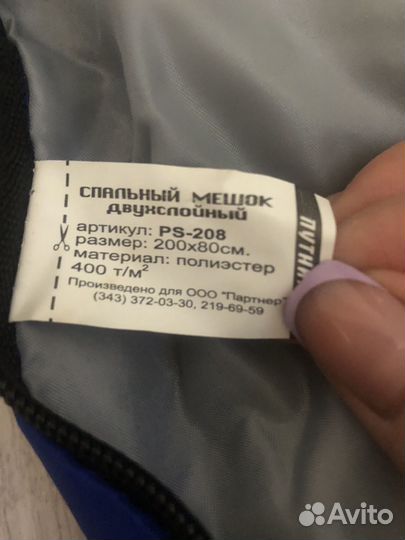 СПАЛЬНЫЙ МЕШОК
ДВУХСЛОЙНЫЙ
артикул: PS-208
размер: 200х80см.
материал: полиэстер
400 т/м²
Произведено для ООО "Партнер"
(343) 372-03-30, 219-69-59
Avito